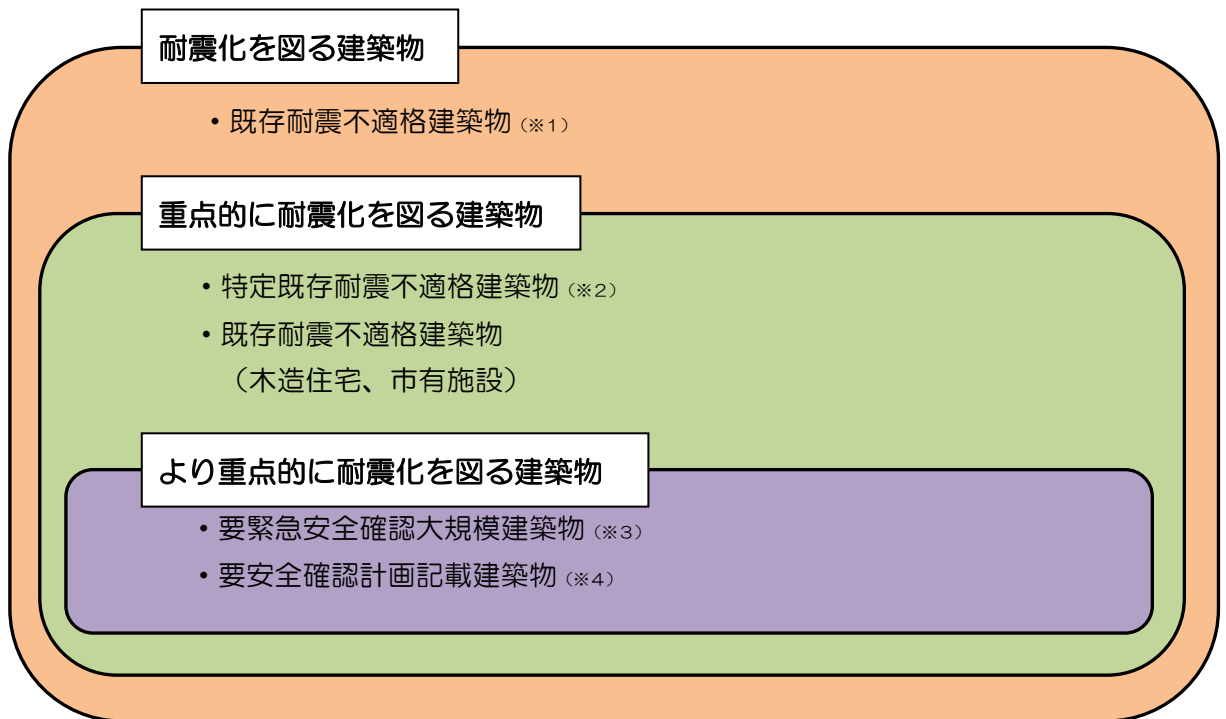 耐震化を図る建築物
・既存耐震不適格建築物（※１）
重点的に耐震化を図る建築物
・特定既存耐震不適格建築物（※２）
・既存耐震不適格建築物
（木造住宅、市有施設）
より重点的に耐震化を図る建築物
・要緊急安全確認大規模建築物（※３）
・要安全確認計画記載建築物（※４）